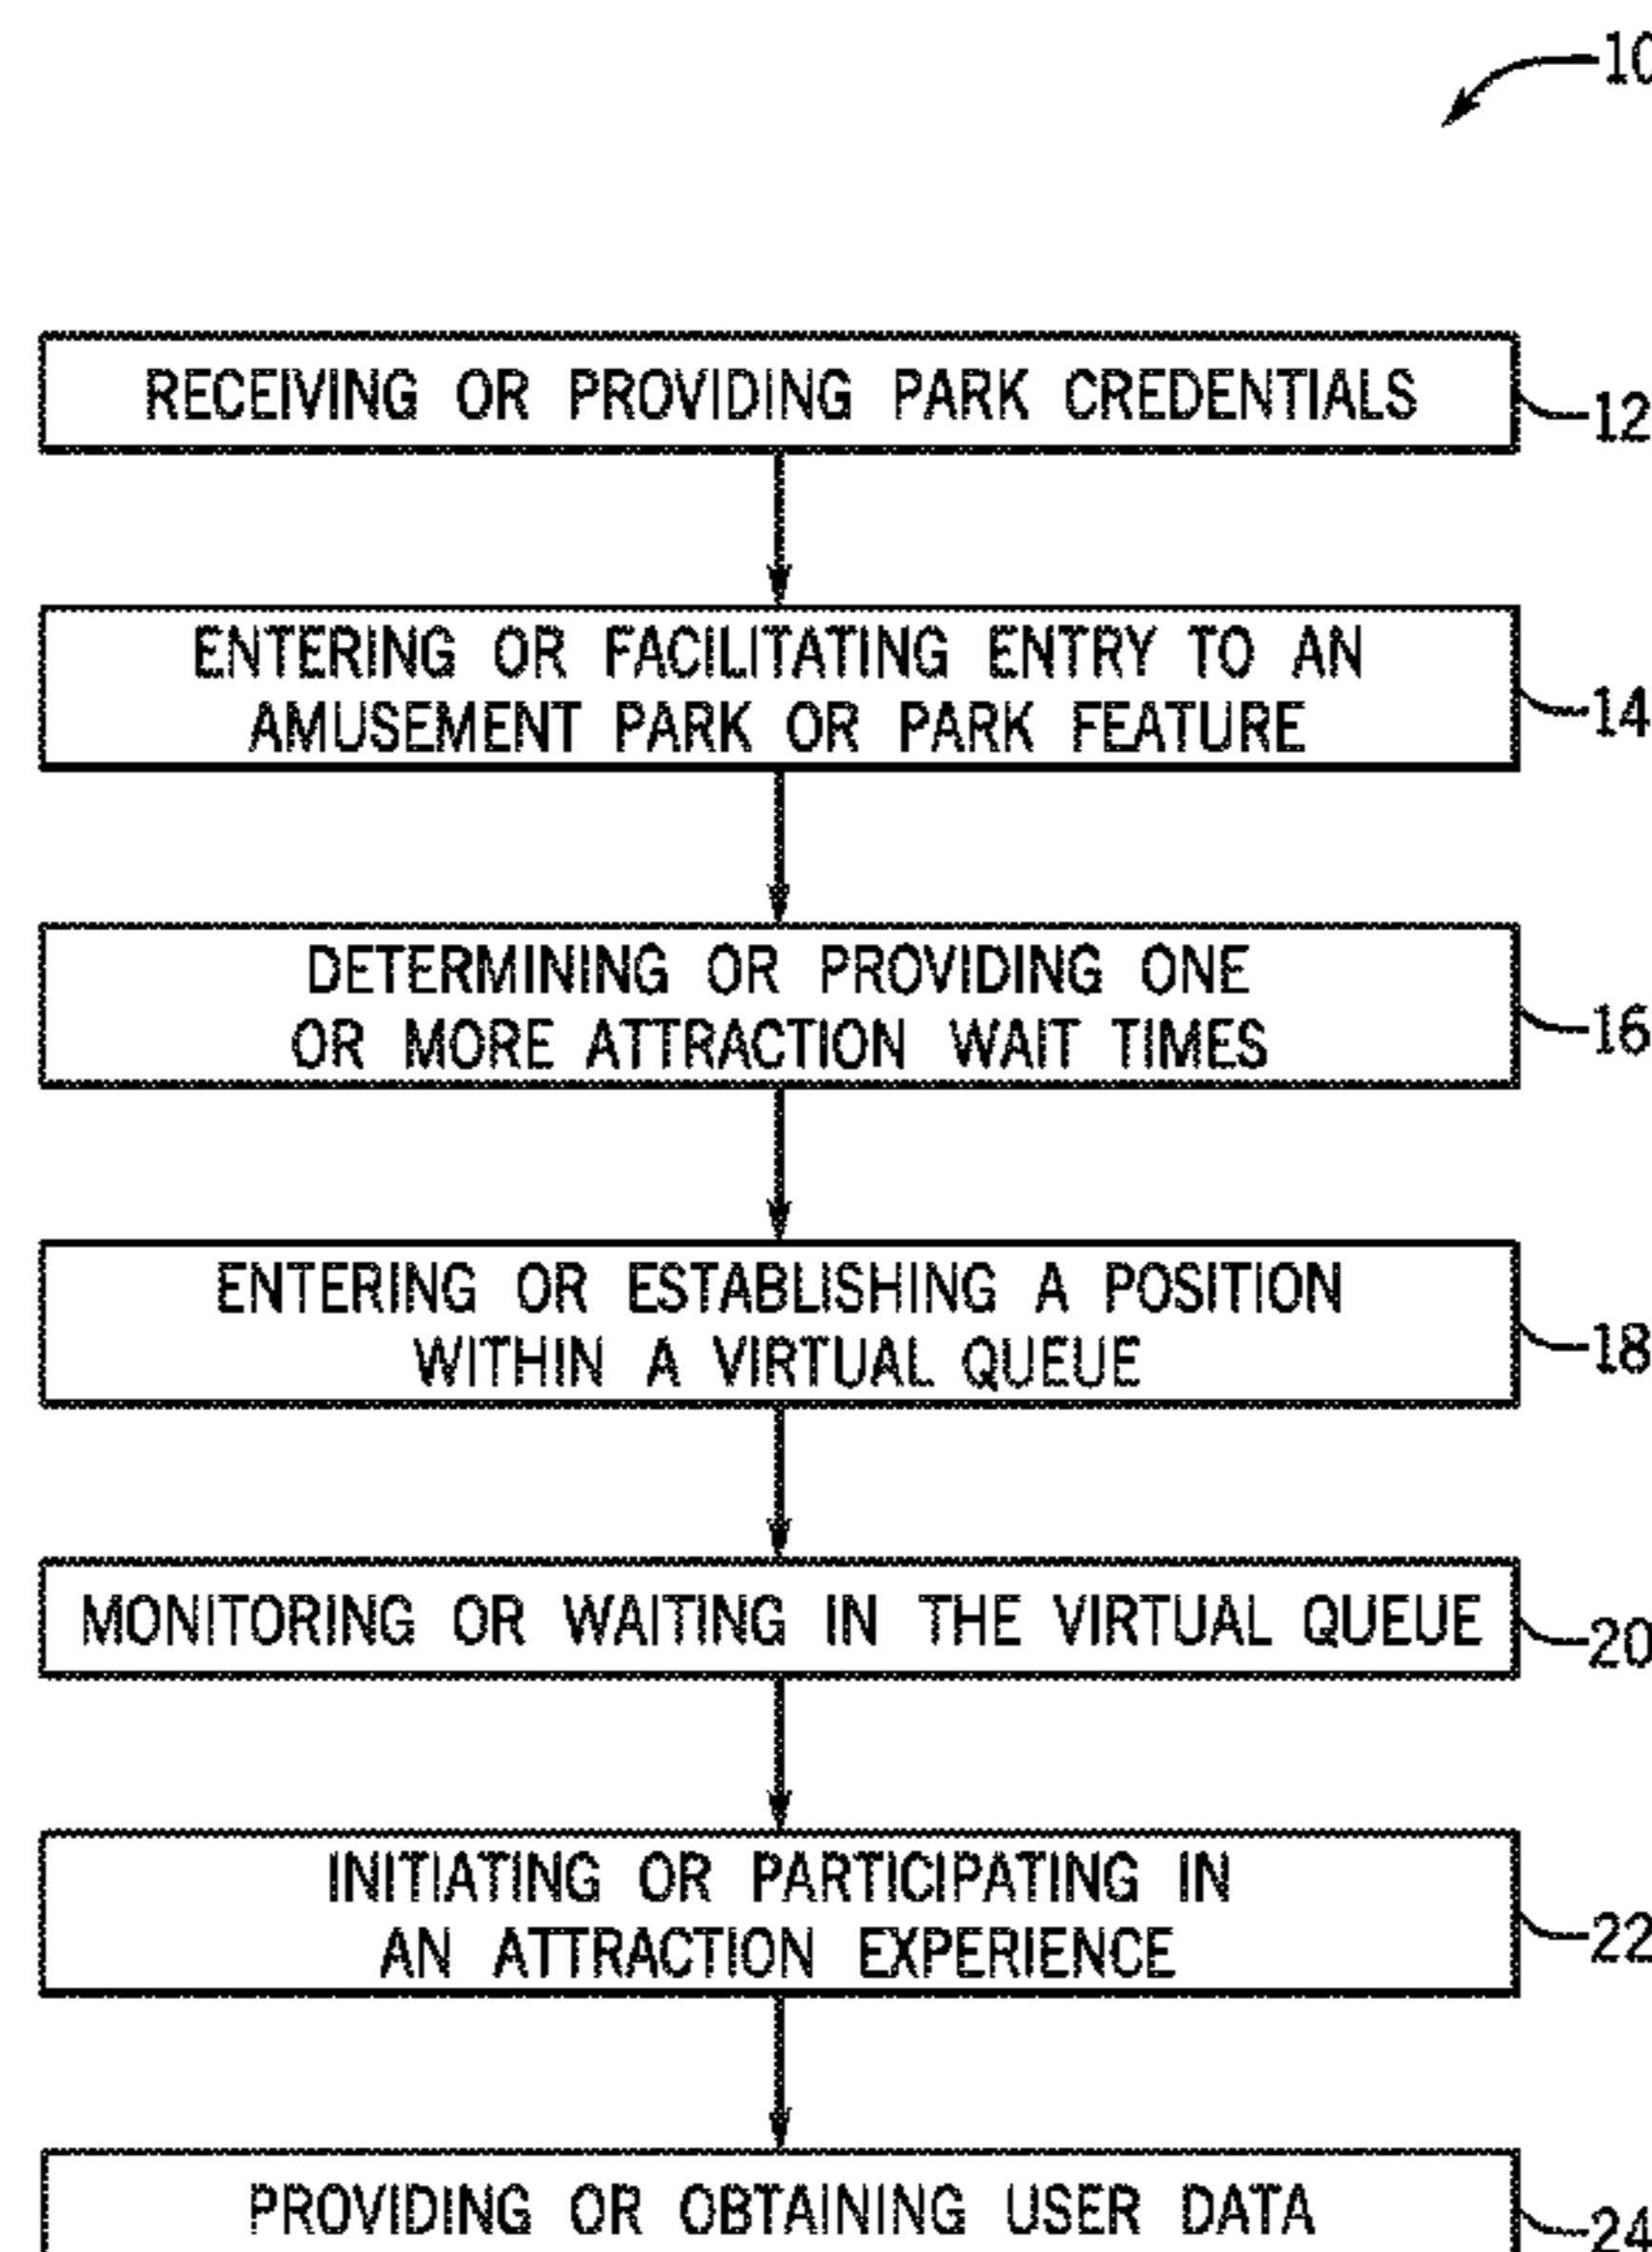 10
RECEIVING OR PROVIDING PARK CREDENTIALS
12
ENTERING OR FACILITATING ENTRY TO AN
AMUSEMENT PARK OR PARK FEATURE
14
DETERMINING OR PROVIDING ONE
OR MORE ATTRACTION WAIT TIMES
16
ENTERING OR ESTABLISHING A POSITION
WITHIN A VIRTUAL QUEUE
18
MONITORING OR WAITING IN THE VIRTUAL QUEUE
20
INITIATING OR PARTICIPATING IN
AN ATTRACTION EXPERIENCE
22
PROVIDING OR OBTAINING USER DATA
24